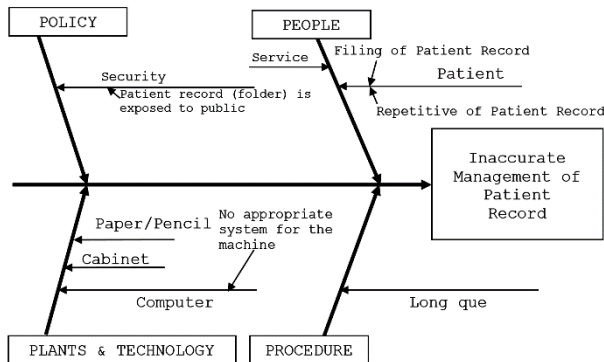 POLICY
PEOPLE
Service
Filing of Patient Record
Security
Patient
Patient record (folder) is
exposed to public
Repetitive of Patient Record
Inaccurate
Management of
Patient
Record
Paper/Pencil
No appropriate
system for the
machine
Cabinet
Computer
Long que
PLANTS & TECHNOLOGY
PROCEDURE